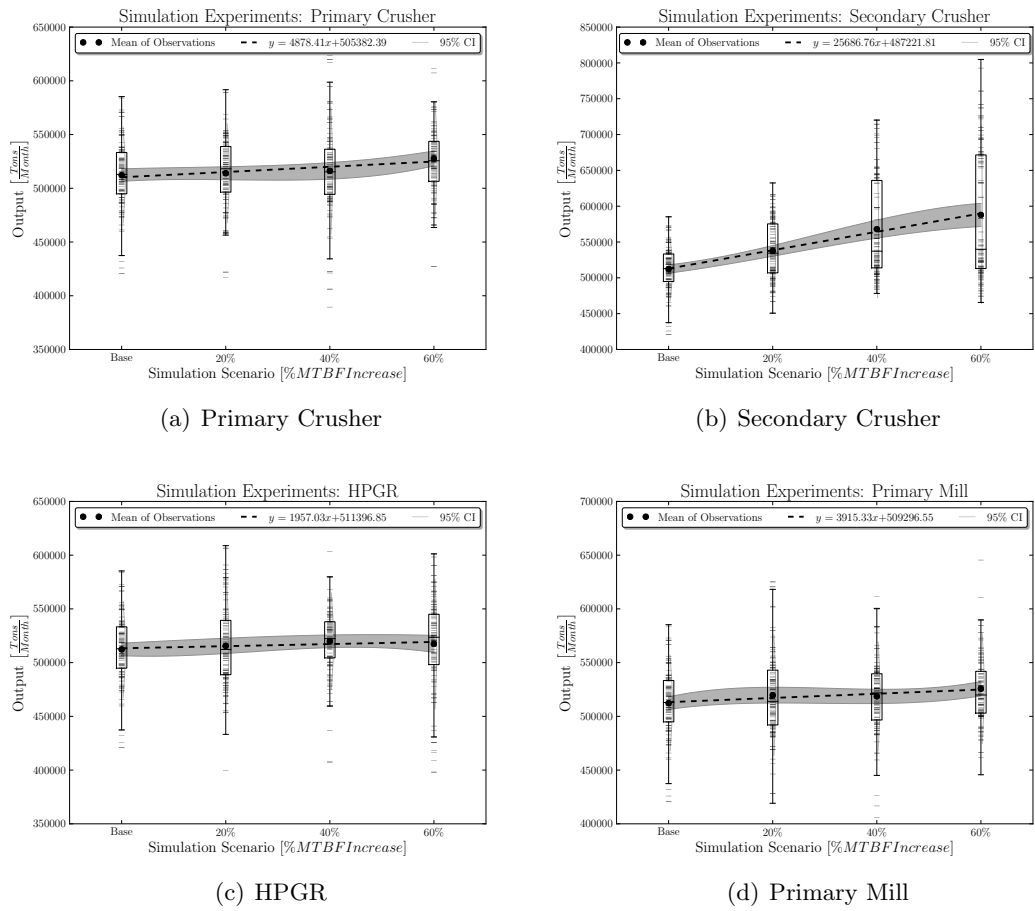 Simulation Experiments: Primary Crusher
Mean of Observations y = 4878.41x+505382.39 95% CI
650000
600000
550000
500000
450000
400000
350000
Output [Tons/Month]
Base 20% 40% 60%
Simulation Scenario [%MTBFIncrease]
(a) Primary Crusher
Simulation Experiments: Secondary Crusher
Mean of Observations y = 25686.76x+487221.81 95% CI
850000
800000
750000
700000
650000
600000
550000
500000
450000
400000
Output [Tons/Month]
Base 20% 40% 60%
Simulation Scenario [%MTBFIncrease]
(b) Secondary Crusher
Simulation Experiments: HPGR
Mean of Observations y = 1957.03x+511396.85 95% CI
650000
600000
550000
500000
450000
400000
350000
Output [Tons/Month]
Base 20% 40% 60%
Simulation Scenario [%MTBFIncrease]
(c) HPGR
Simulation Experiments: Primary Mill
Mean of Observations y = 3915.33x+509296.55 95% CI
700000
650000
600000
550000
500000
450000
400000
Output [Tons/Month]
Base 20% 40% 60%
Simulation Scenario [%MTBFIncrease]
(d) Primary Mill